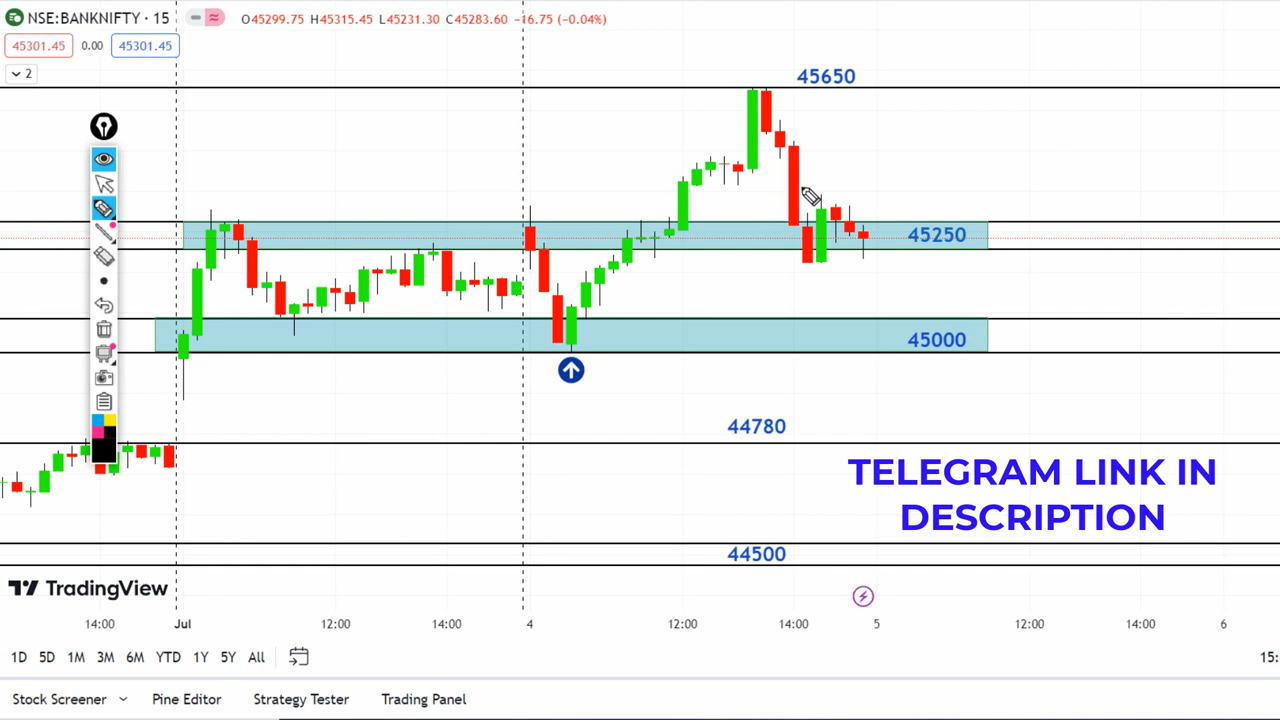 NSE:BANKNIFTY · 15
O45299.75 H45315.45 L45231.30 C45283.60 −16.75 (−0.04%)
45301.45 0.00 45301.45
2
45650
45250
45000
44780
TELEGRAM LINK IN
DESCRIPTION
44500
TradingView
14:00 Jul 12:00 14:00 4 12:00 14:00 5 12:00 14:00 6
1D 5D 1M 3M 6M YTD 1Y 5Y All 15:
Stock Screener Pine Editor Strategy Tester Trading Panel